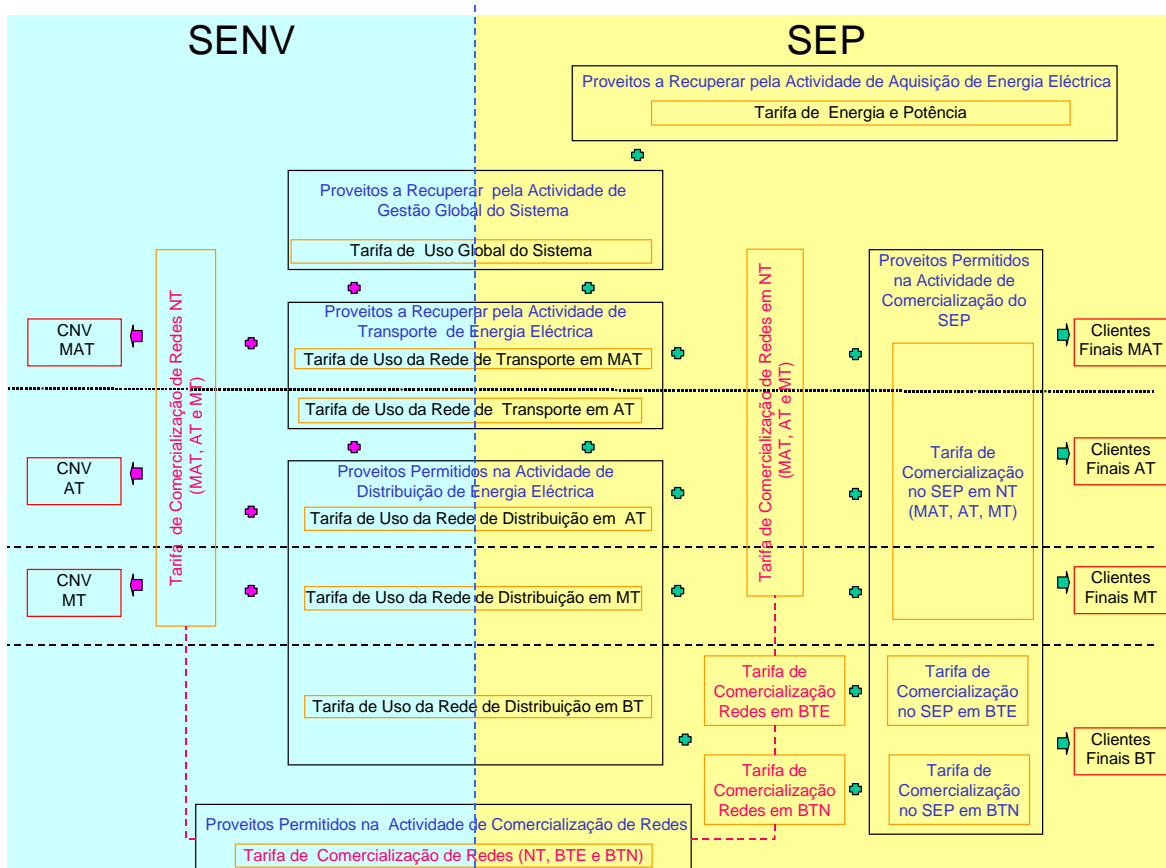 SENV
SEP
Proveitos a Recuperar pela Actividade de Aquisição de Energia Eléctrica
Tarifa de Energia e Potência
Proveitos a Recuperar pela Actividade de
Gestão Global do Sistema
Tarifa de Uso Global do Sistema
Tarifa de Comercialização de Redes NT
(MAT, AT e MT)
Proveitos a Recuperar pela Actividade de
Transporte de Energia Eléctrica
Tarifa de Uso da Rede de Transporte em MAT
Tarifa de Uso da Rede de Transporte em AT
Tarifa de Comercialização de Redes em NT
(MAT, AT e MT)
Proveitos Permitidos
na Actividade de
Comercialização do
SEP
CNV
MAT
Clientes
Finais MAT
Proveitos Permitidos na Actividade de
Distribuição de Energia Eléctrica
Tarifa de Uso da Rede de Distribuição em AT
Tarifa de
Comercialização
no SEP em NT
(MAT, AT, MT)
CNV
AT
Clientes
Finais AT
CNV
MT
Tarifa de Uso da Rede de Distribuição em MT
Clientes
Finais MT
Tarifa de Uso da Rede de Distribuição em BT
Tarifa de
Comercialização
Redes em BTE
Tarifa de
Comercialização
no SEP em BTE
Clientes
Finais BT
Tarifa de
Comercialização
Redes em BTN
Tarifa de
Comercialização
no SEP em BTN
Proveitos Permitidos na Actividade de Comercialização de Redes
Tarifa de Comercialização de Redes (NT, BTE e BTN)